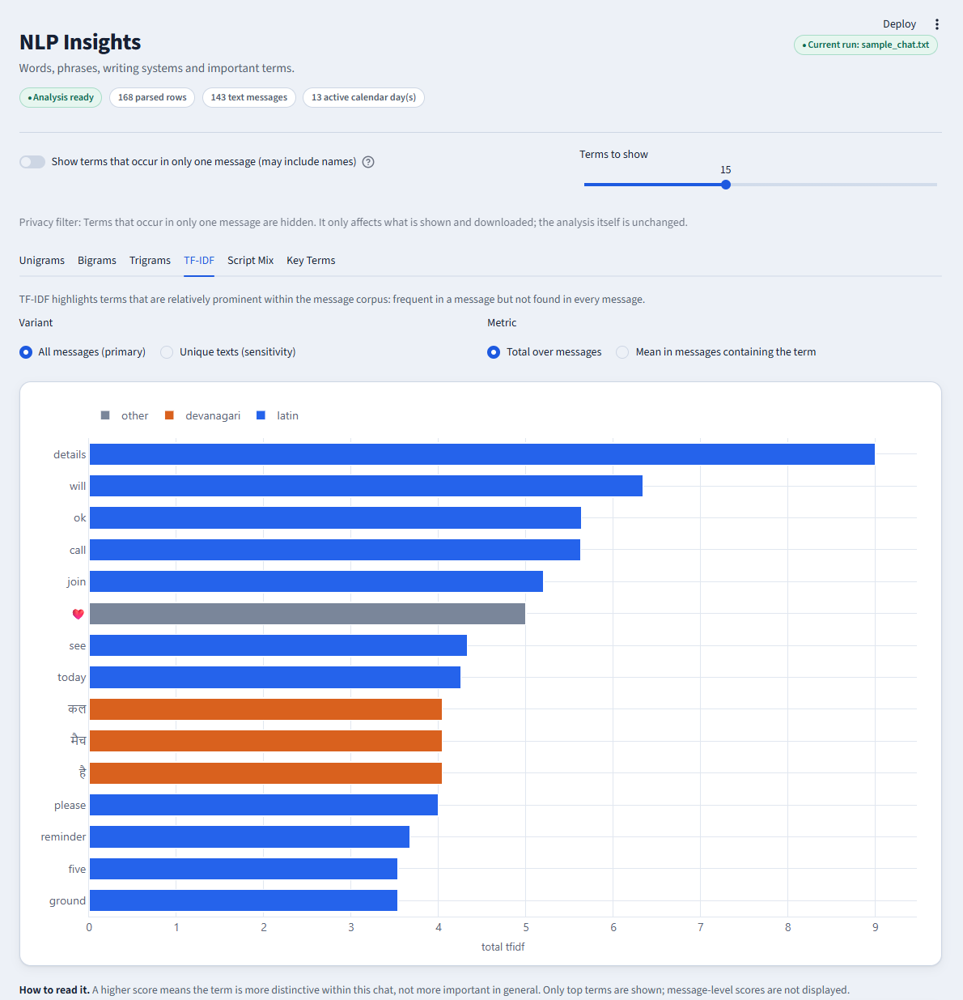 Deploy
NLP Insights
• Current run: sample_chat.txt
Words, phrases, writing systems and important terms.
• Analysis ready 168 parsed rows 143 text messages 13 active calendar day(s)
Show terms that occur in only one message (may include names) ?
Terms to show
15
Privacy filter: Terms that occur in only one message are hidden. It only affects what is shown and downloaded; the analysis itself is unchanged.
Unigrams Bigrams Trigrams TF-IDF Script Mix Key Terms
TF-IDF highlights terms that are relatively prominent within the message corpus: frequent in a message but not found in every message.
Variant Metric
All messages (primary) Unique texts (sensitivity) Total over messages Mean in messages containing the term
other devanagari latin
details
will
ok
call
join
❤️
see
today
कल
मैच
है
please
reminder
five
ground
0 1 2 3 4 5 6 7 8 9
total tfidf
How to read it. A higher score means the term is more distinctive within this chat, not more important in general. Only top terms are shown; message-level scores are not displayed.